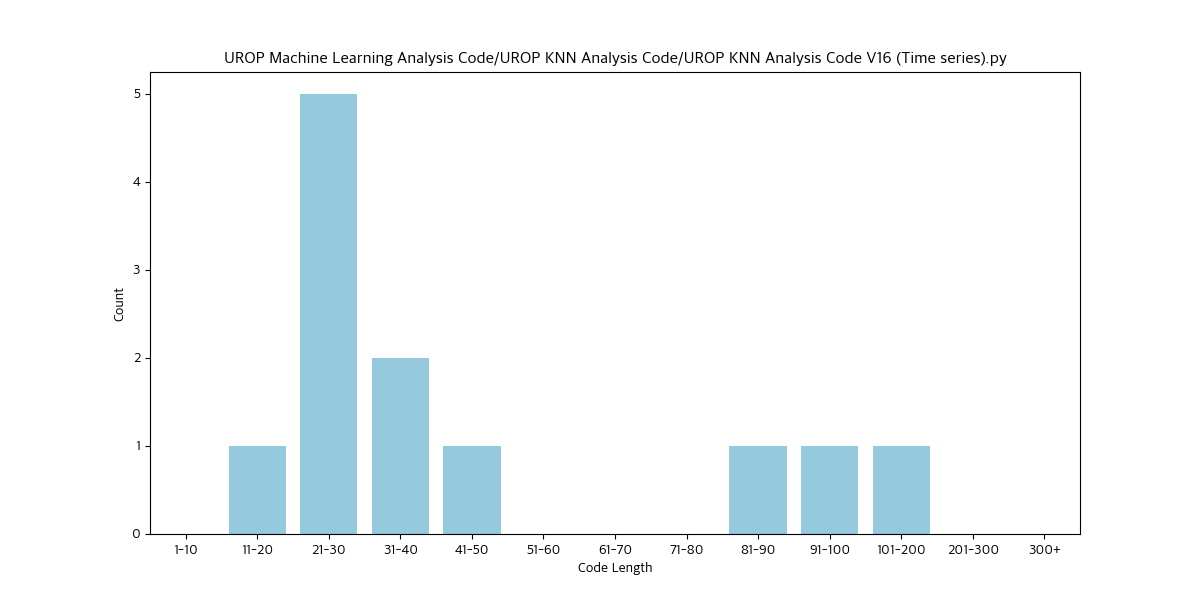 UROP Machine Learning Analysis Code/UROP KNN Analysis Code/UROP KNN Analysis Code V16 (Time series).py
5
4
3
2
1
0
Count
1-10 11-20 21-30 31-40 41-50 51-60 61-70 71-80 81-90 91-100 101-200 201-300 300+
Code Length